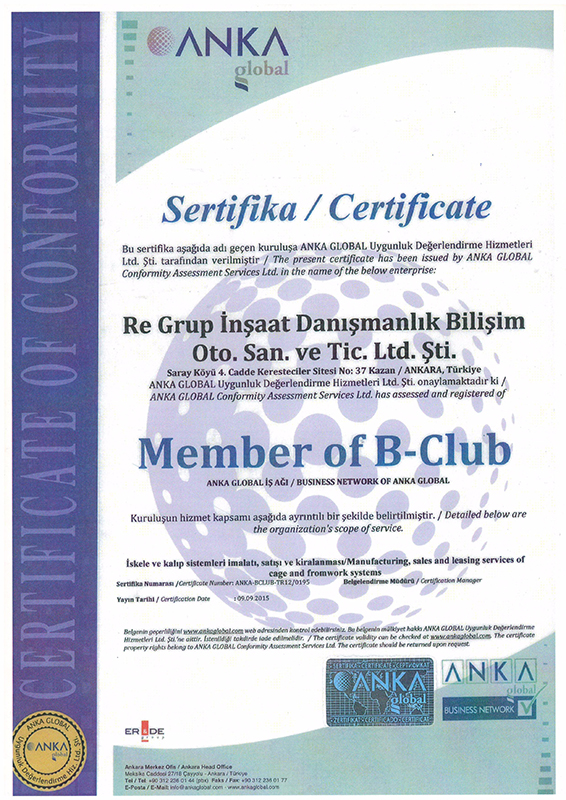 CERTIFICATE OF CONFORMITY
ANKA
global
Sertifika / Certificate
Bu sertifika aşağıda adı geçen kuruluşa ANKA GLOBAL Uygunluk Değerlendirme Hizmetleri
Ltd. Şti. tarafından verilmiştir / The present certificate has been issued by ANKA GLOBAL
Conformity Assessment Services Ltd. in the name of the below enterprise:
Re Grup İnşaat Danışmanlık Bilişim
Oto. San. ve Tic. Ltd. Şti.
Saray Köyü 4. Cadde Keresteciler Sitesi No: 37 Kazan / ANKARA, Türkiye
ANKA GLOBAL Uygunluk Değerlendirme Hizmetleri Ltd. Şti. onaylamaktadır ki /
ANKA GLOBAL Conformity Assessment Services Ltd. has assessed and registered of
Member of B-Club
ANKA GLOBAL İŞ AĞI / BUSINESS NETWORK OF ANKA GLOBAL
Kuruluşun hizmet kapsamı aşağıda ayrıntılı bir şekilde belirtilmiştir. / Detailed below are
the organization's scope of service.
İskele ve kalıp sistemleri imalatı, satışı ve kiralanması/Manufacturing, sales and leasing services of
cage and fromwork systems
Sertifika Numarası /Certificate Number: ANKA-BCLUB-TR12/0195 Belgelendirme Müdürü / Certification Manager
Yayın Tarihi / Certification Date : 09.09.2015
Belgenin geçerliliğini www.ankaglobal.com web adresinden kontrol edebilirsiniz. Bu belgenin mülkiyet hakkı ANKA GLOBAL Uygunluk Değerlendirme
Hizmetleri Ltd. Şti.'ne aittir. İstenildiği takdirde iade edilmelidir. / The certificate validity can be checked at www.ankaglobal.com. The certificate
property rights belong to ANKA GLOBAL Conformity Assessment Services Ltd. The certificate should be returned upon request.
ANKA
global
ANKA
global
BUSINESS NETWORK
ANKA GLOBAL
ANKA
global
Uygunluk Değerlendirme Hiz. Ltd. Şti.
ERDE
group
Ankara Merkez Ofis / Ankara Head Office
Meksika Caddesi 27/18 Çayyolu - Ankara / Türkiye
Tel / Tel +90 312 236 01 44 (pbx) Faks / Fax: +90 312 236 01 77
E-Posta / E-Mail: info@ankaglobal.com - www.ankaglobal.com